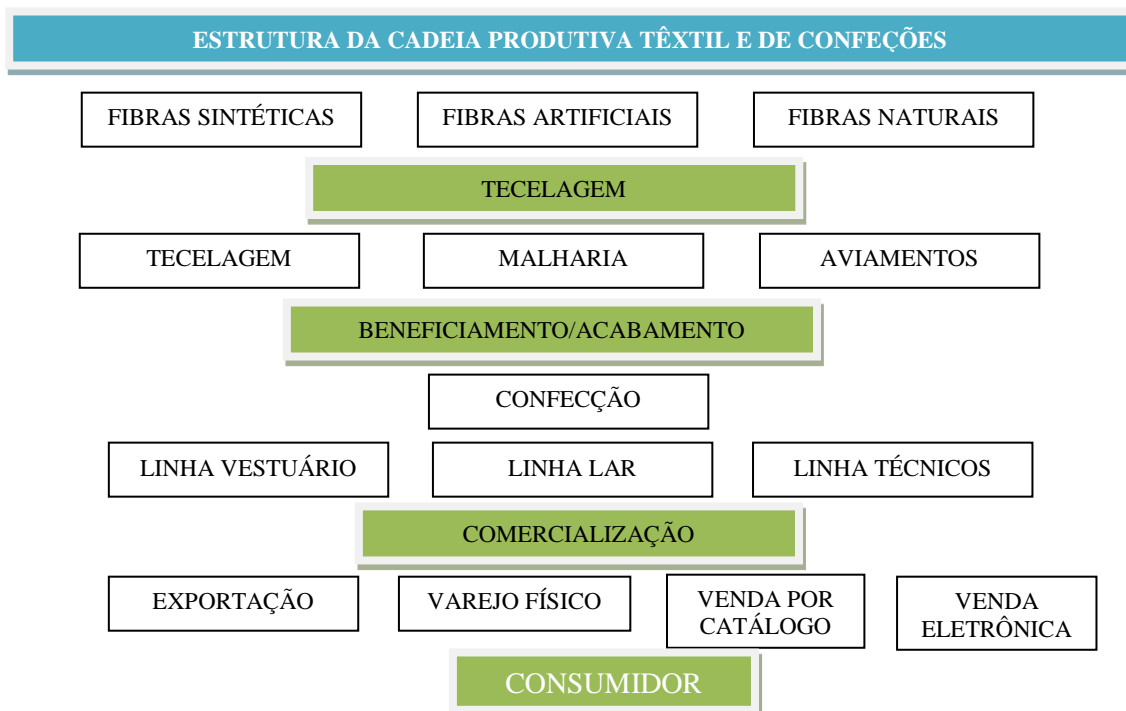 ESTRUTURA DA CADEIA PRODUTIVA TÊXTIL E DE CONFEÇÕES
FIBRAS SINTÉTICAS
FIBRAS ARTIFICIAIS
FIBRAS NATURAIS
TECELAGEM
TECELAGEM
MALHARIA
AVIAMENTOS
BENEFICIAMENTO/ACABAMENTO
CONFECÇÃO
LINHA VESTUÁRIO
LINHA LAR
LINHA TÉCNICOS
COMERCIALIZAÇÃO
EXPORTAÇÃO
VAREJO FÍSICO
VENDA POR
CATÁLOGO
VENDA
ELETRÔNICA
CONSUMIDOR